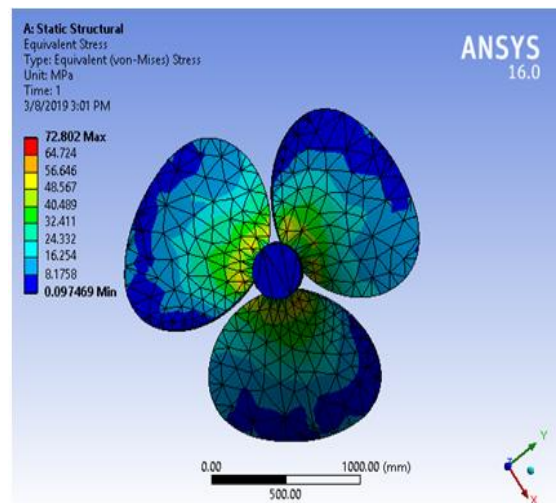 A: Static Structural
Equivalent Stress
Type: Equivalent (von-Mises) Stress
Unit: MPa
Time: 1
3/8/2019 3:01 PM
ANSYS
16.0
72.802 Max
64.724
56.646
48.567
40.489
32.411
24.332
16.254
8.1758
0.097469 Min
0.00
1000.00 (mm)
500.00
Y
Z
X